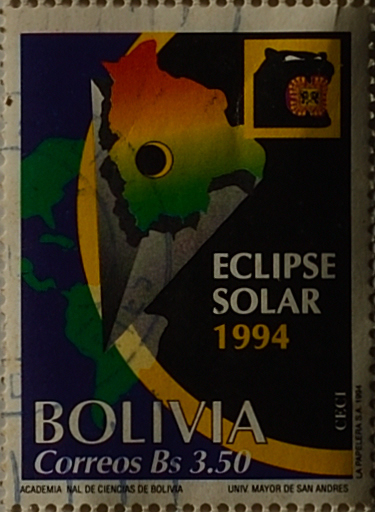 ECLIPSE
SOLAR
1994
CECI
LA PAPELERA S.A. 1994
BOLIVIA
Correos Bs 3.50
ACADEMIA NAL DE CIENCIAS DE BOLIVIA UNIV. MAYOR DE SAN ANDRES